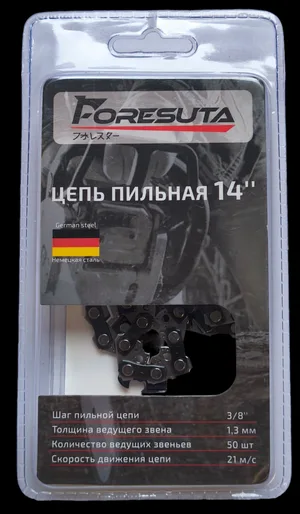 FORESUTA
フォレスター
ЦЕПЬ ПИЛЬНАЯ 14''
German steel
Немецкая сталь
Шаг пильной цепи 3/8''
Толщина ведущего звена 1,3 мм
Количество ведущих звеньев 50 шт
Скорость движения цепи 21 м/с